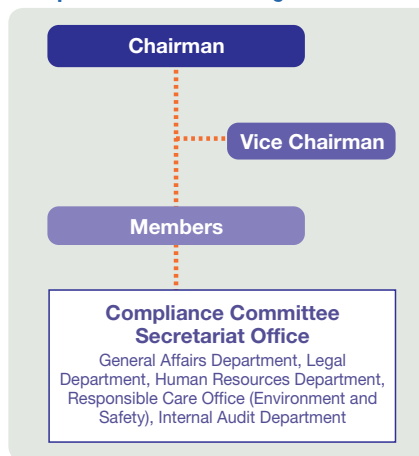 Chairman
Vice Chairman
Members
Compliance Committee
Secretariat Office
General Affairs Department, Legal
Department, Human Resources Department,
Responsible Care Office (Environment and
Safety), Internal Audit Department